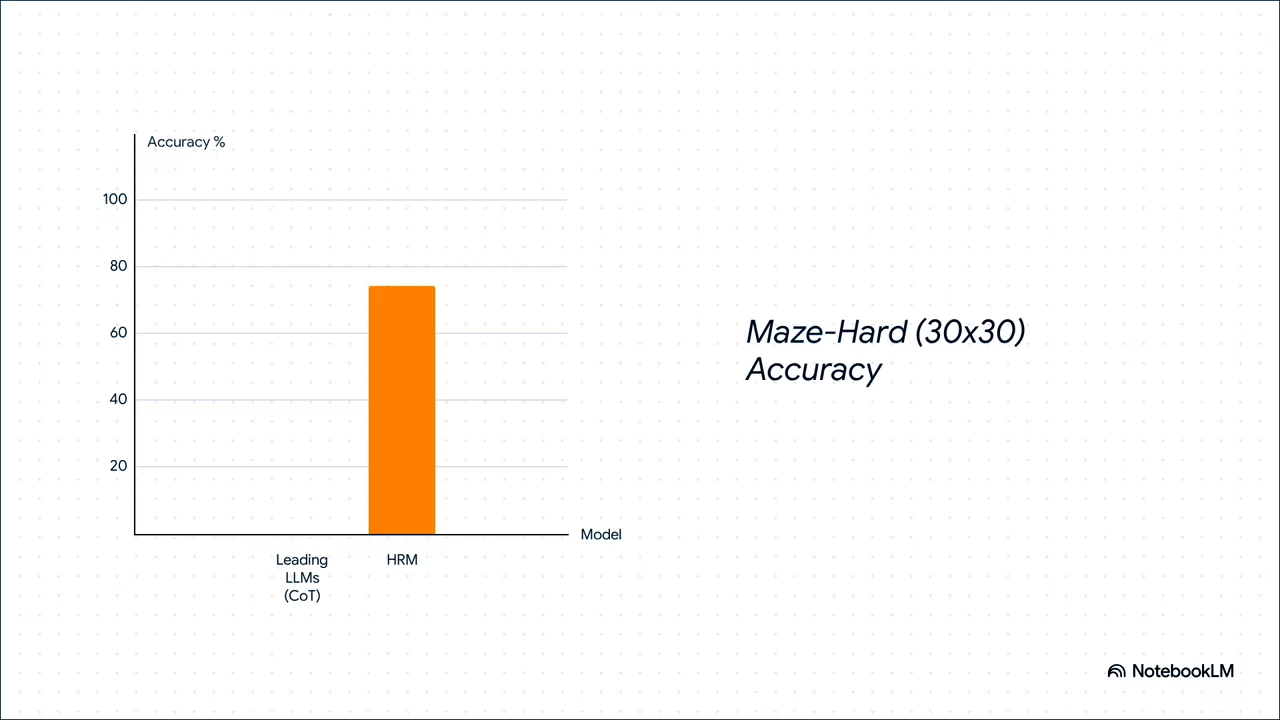 Accuracy %
100
80
60
40
20
Model
Leading
LLMs
(CoT)
HRM
Maze-Hard (30x30)
Accuracy
NotebookLM